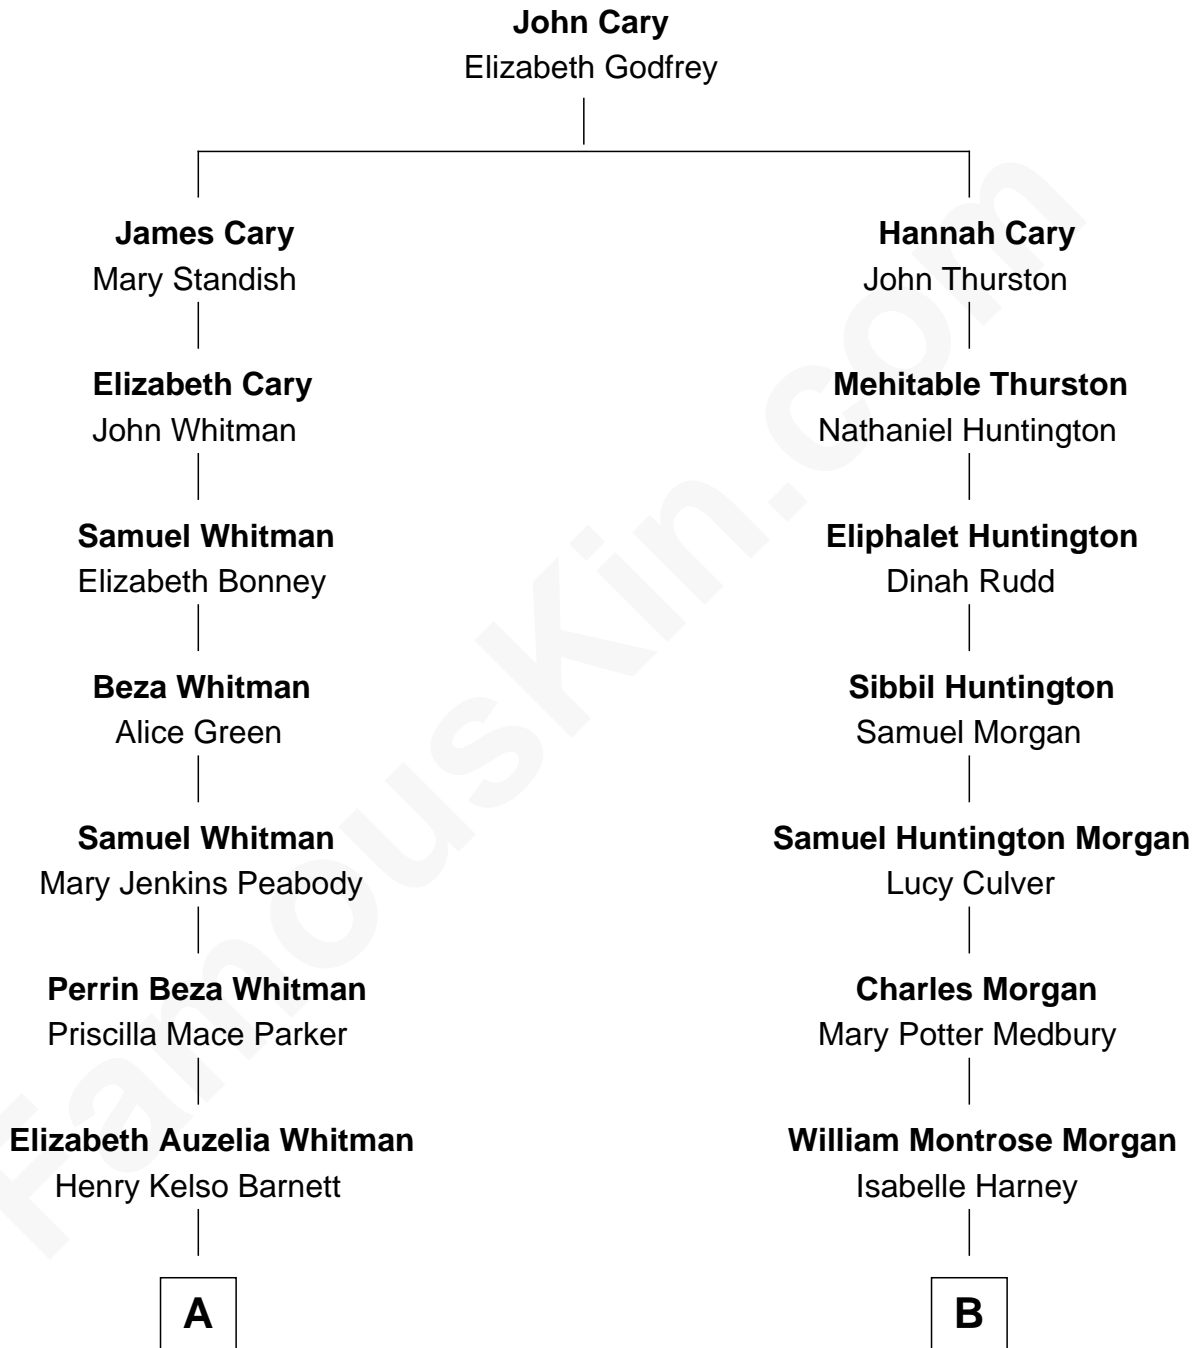 John Cary
Elizabeth Godfrey
James Cary
Mary Standish
Hannah Cary
John Thurston
Elizabeth Cary
John Whitman
Mehitable Thurston
Nathaniel Huntington
Samuel Whitman
Elizabeth Bonney
Eliphalet Huntington
Dinah Rudd
Beza Whitman
Alice Green
Sibbil Huntington
Samuel Morgan
Samuel Whitman
Mary Jenkins Peabody
Samuel Huntington Morgan
Lucy Culver
Perrin Beza Whitman
Priscilla Mace Parker
Charles Morgan
Mary Potter Medbury
Elizabeth Auzelia Whitman
Henry Kelso Barnett
William Montrose Morgan
Isabelle Harney
A
B
FamousKin.com